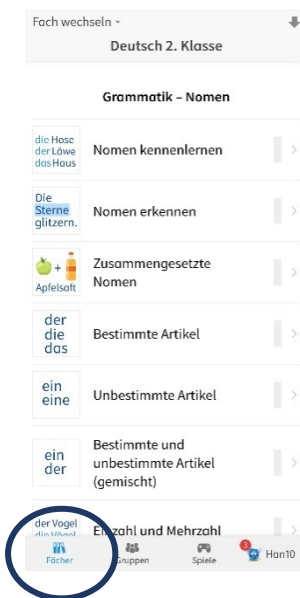 Fach wechseln
Deutsch 2. Klasse
Grammatik – Nomen
die Hose
der Löwe
das Haus
Nomen kennenlernen
Die
Sterne
glitzern.
Nomen erkennen
+
Apfelsaft
Zusammengesetzte
Nomen
der
die
das
Bestimmte Artikel
ein
eine
Unbestimmte Artikel
ein
der
Bestimmte und
unbestimmte Artikel
(gemischt)
der Vogel
die Vögel
Einzahl und Mehrzahl
Fächer
Gruppen
Spiele
3
Han10